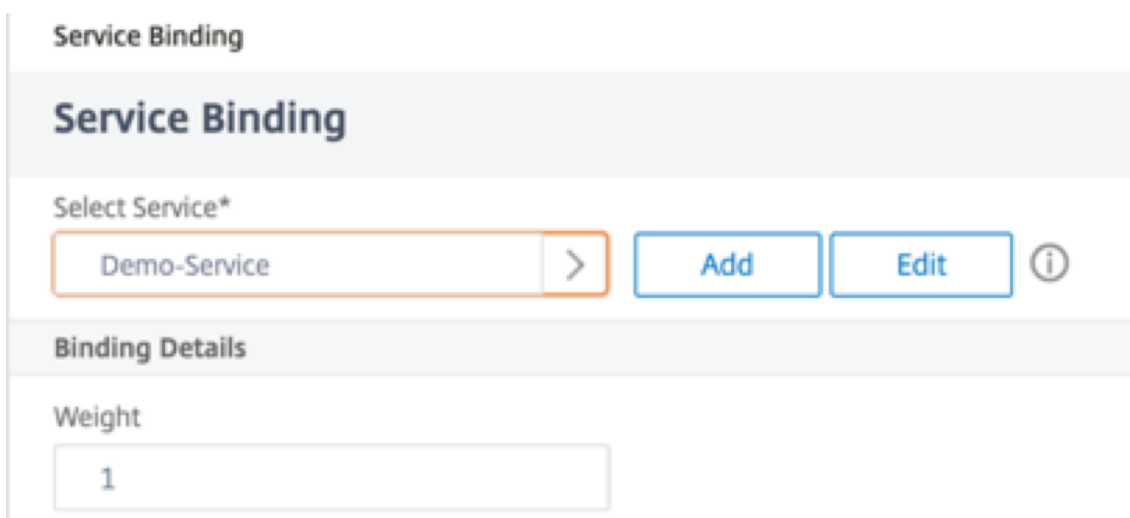 Service Binding
Service Binding
Select Service*
Demo-Service
Add
Edit
Binding Details
Weight
1